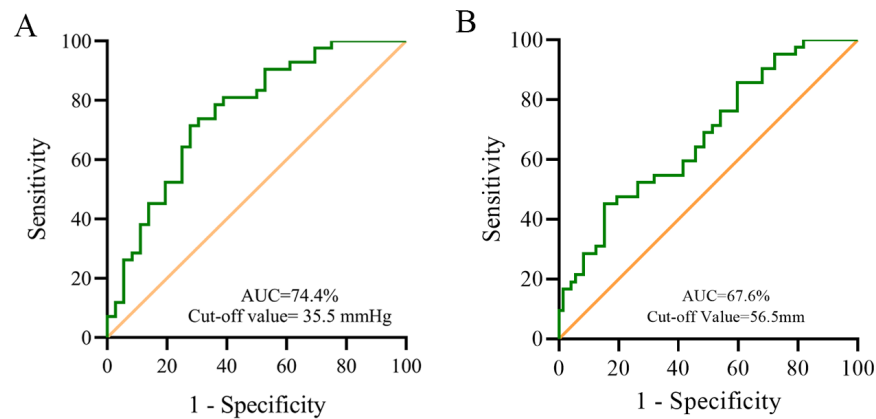 A
100
80
60
40
20
0
Sensitivity
AUC=74.4%
Cut-off value= 35.5 mmHg
0 20 40 60 80 100
1 - Specificity
B
100
80
60
40
20
0
Sensitivity
AUC=67.6%
Cut-off Value=56.5mm
0 20 40 60 80 100
1 - Specificity